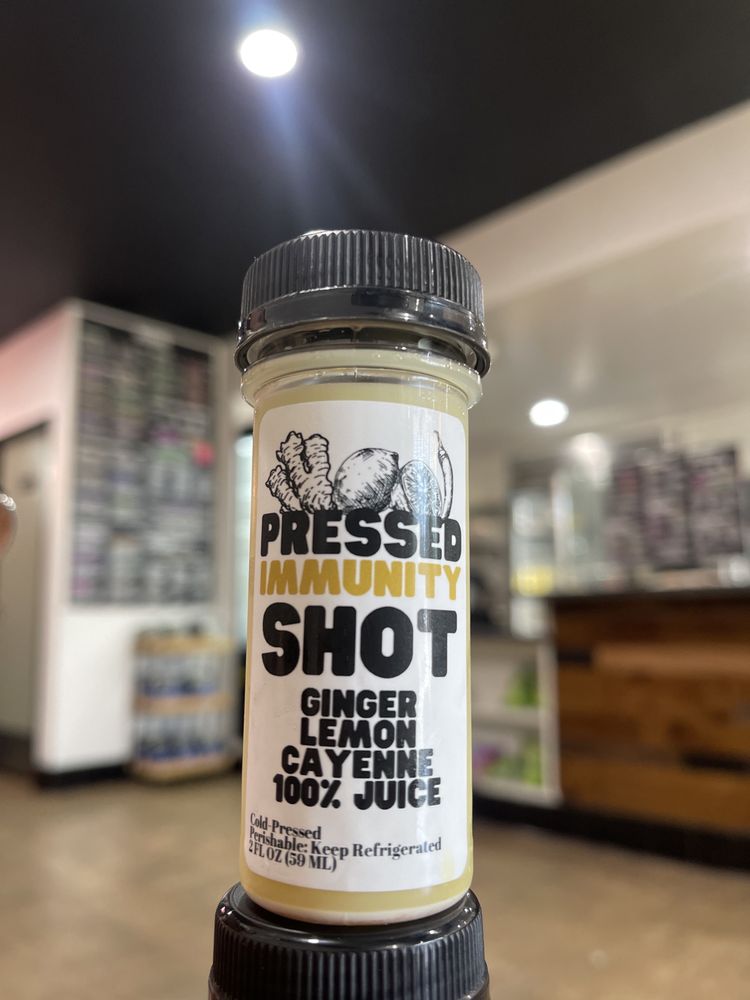 PRESSED
IMMUNITY
SHOT
GINGER
LEMON
CAYENNE
100% JUICE
Cold-Pressed
Perishable: Keep Refrigerated
2 FL OZ (59 ML)